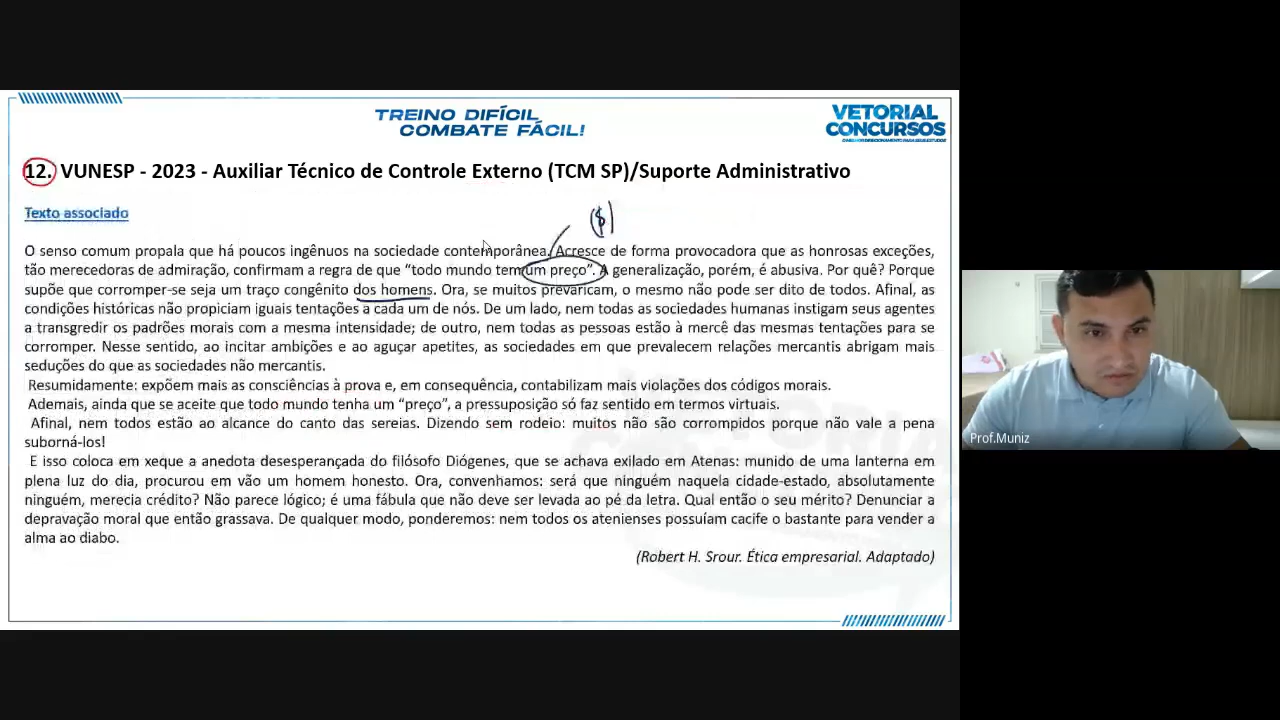 TREINO DIFÍCIL
COMBATE FÁCIL!
VETORIAL
CONCURSOS
12. VUNESP - 2023 - Auxiliar Técnico de Controle Externo (TCM SP)/Suporte Administrativo
Texto associado
($)
O senso comum propala que há poucos ingênuos na sociedade contemporânea. Acresce de forma provocadora que as honrosas exceções,
tão merecedoras de admiração, confirmam a regra de que “todo mundo tem um preço”. A generalização, porém, é abusiva. Por quê? Porque
supõe que corromper-se seja um traço congênito dos homens. Ora, se muitos prevaricam, o mesmo não pode ser dito de todos. Afinal, as
condições históricas não propiciam iguais tentações a cada um de nós. De um lado, nem todas as sociedades humanas instigam seus agentes
a transgredir os padrões morais com a mesma intensidade; de outro, nem todas as pessoas estão à mercê das mesmas tentações para se
corromper. Nesse sentido, ao incitar ambições e ao aguçar apetites, as sociedades em que prevalecem relações mercantis abrigam mais
seduções do que as sociedades não mercantis.
Resumidamente: expõem mais as consciências à prova e, em consequência, contabilizam mais violações dos códigos morais.
Ademais, ainda que se aceite que todo mundo tenha um “preço”, a pressuposição só faz sentido em termos virtuais.
Afinal, nem todos estão ao alcance do canto das sereias. Dizendo sem rodeio: muitos não são corrompidos porque não vale a pena
suborná-los!
E isso coloca em xeque a anedota desesperançada do filósofo Diógenes, que se achava exilado em Atenas: munido de uma lanterna em
plena luz do dia, procurou em vão um homem honesto. Ora, convenhamos: será que ninguém naquela cidade-estado, absolutamente
ninguém, merecia crédito? Não parece lógico; é uma fábula que não deve ser levada ao pé da letra. Qual então o seu mérito? Denunciar a
depravação moral que então grassava. De qualquer modo, ponderemos: nem todos os atenienses possuíam cacife o bastante para vender a
alma ao diabo.
(Robert H. Srour. Ética empresarial. Adaptado)
Prof.Muniz